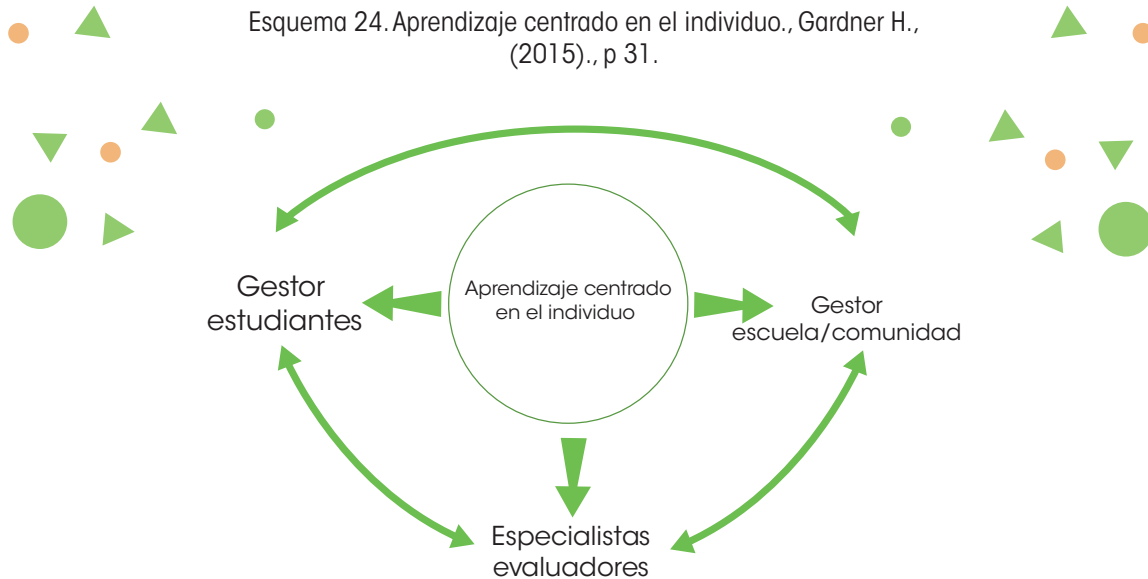 Esquema 24. Aprendizaje centrado en el individuo., Gardner H.,
(2015)., p 31.
Gestor
estudiantes
Aprendizaje centrado
en el individuo
Gestor
escuela/comunidad
Especialistas
evaluadores